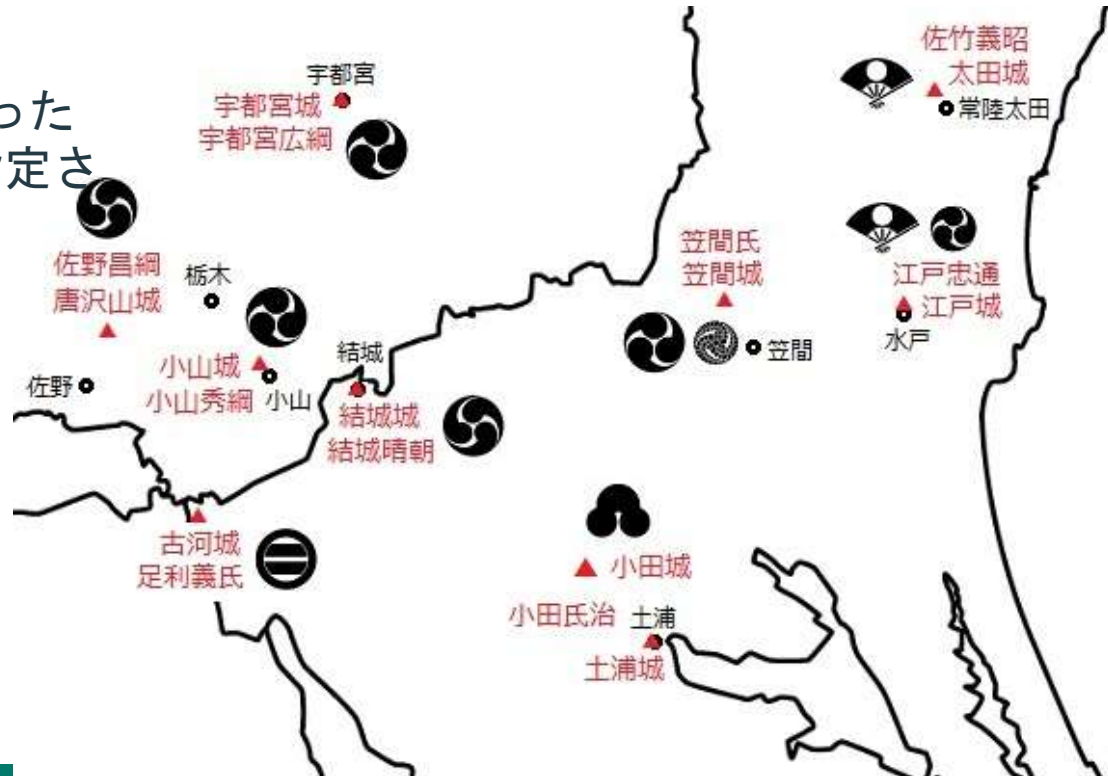 った
定さ
宇都宮
宇都宮城
宇都宮広綱
佐竹義昭
太田城
常陸太田
佐野昌綱
唐沢山城
栃木
笠間氏
笠間城
笠間
江戸忠通
江戸城
水戸
佐野
小山城
小山秀綱
小山
結城
結城城
結城晴朝
古河城
足利義氏
小田城
小田氏治
土浦
土浦城